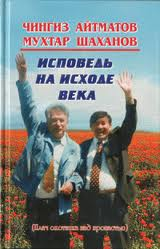 ЧИНГИЗ АЙТМАТОВ
МУХТАР ШАХАНОВ
ИСПОВЕДЬ
НА ИСХОДЕ
ВЕКА
(Плач охотника над пропастью)